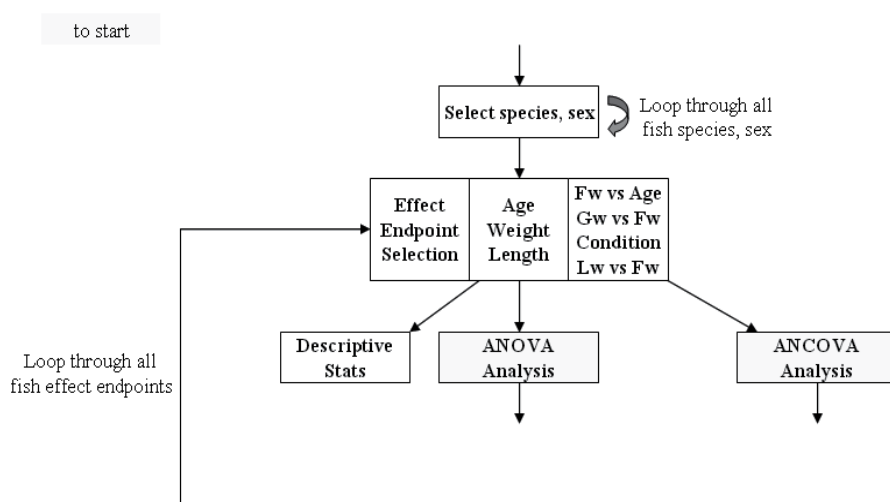 to start
Select species, sex
Loop through all
fish species, sex
Effect
Endpoint
Selection
Age
Weight
Length
Fw vs Age
Gw vs Fw
Condition
Lw vs Fw
Loop through all
fish effect endpoints
Descriptive
Stats
ANOVA
Analysis
ANCOVA
Analysis